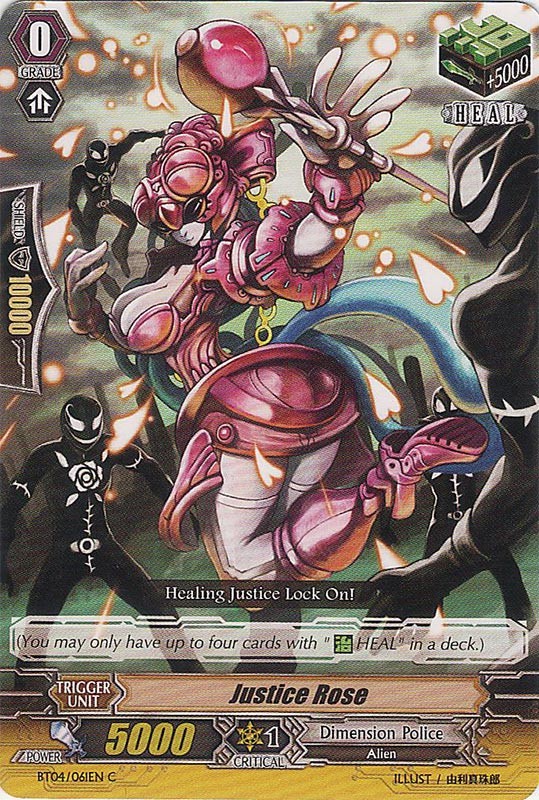 0
GRADE
治
+5000
HEAL
SHIELD
10000
Healing Justice Lock On!
(You may only have up to four cards with " 治 HEAL" in a deck.)
TRIGGER
UNIT
Justice Rose
POWER
5000
1
CRITICAL
Dimension Police
Alien
BT04/061EN C
ILLUST / 由利真珠郎